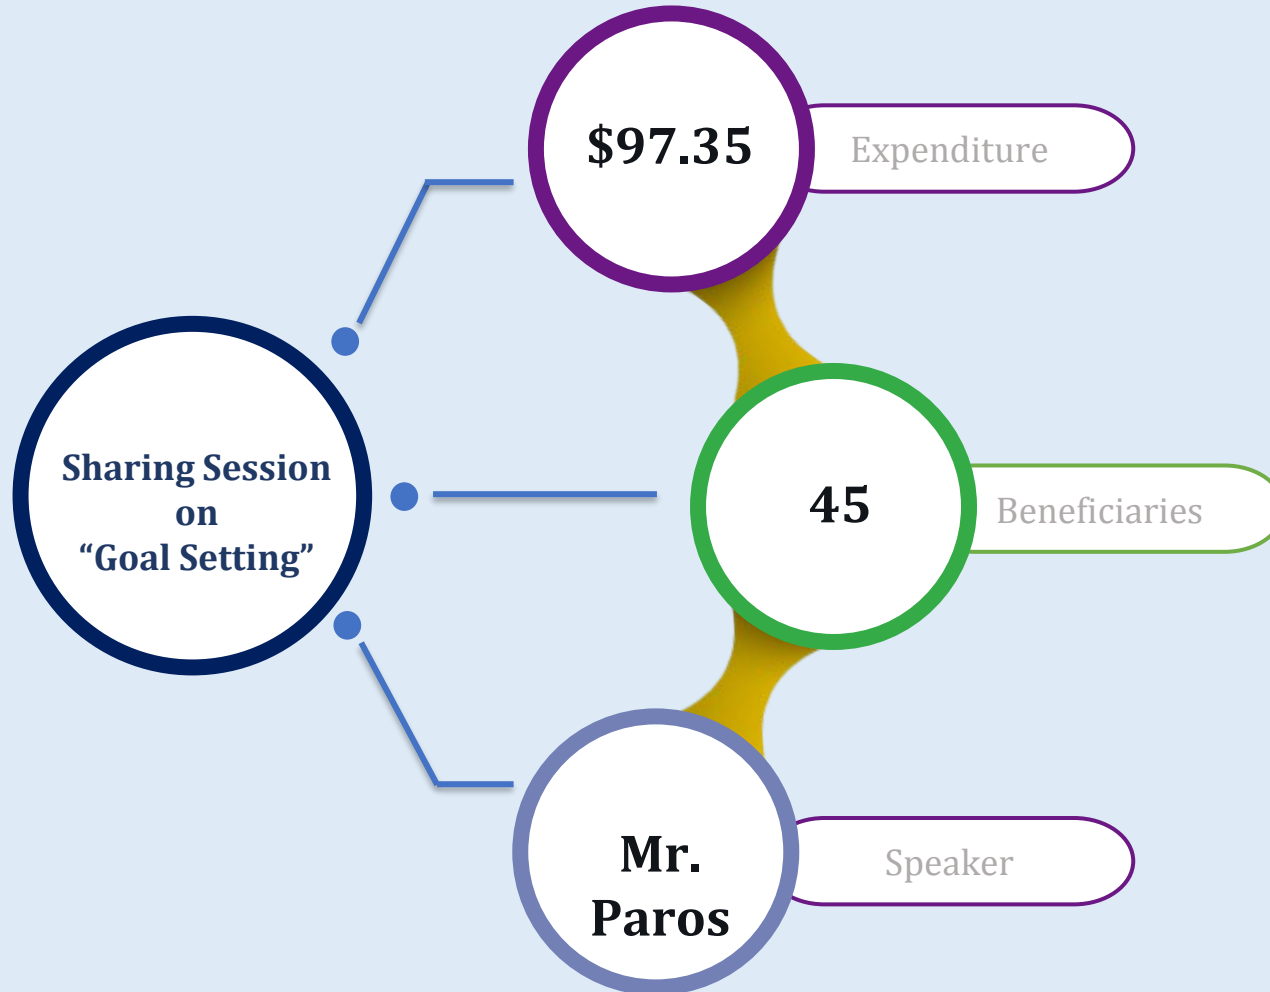 $97.35
Expenditure
Sharing Session
on
“Goal Setting”
45
Beneficiaries
Mr.
Paros
Speaker